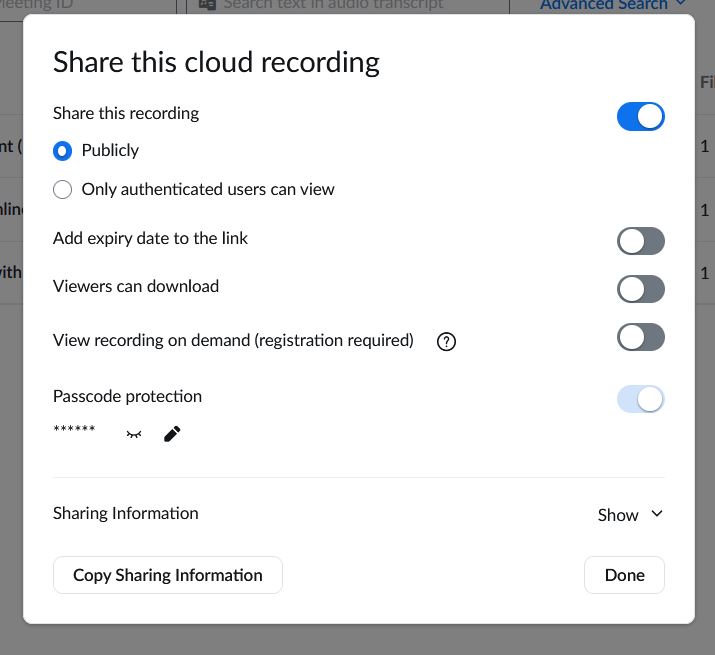 Meeting ID
Search text in audio transcript
Advanced Search
Share this cloud recording
Share this recording
Publicly
Only authenticated users can view
Add expiry date to the link
Viewers can download
View recording on demand (registration required) ?
Passcode protection
******
Sharing Information Show
Copy Sharing Information Done
Fi
nt ( 1
nlin 1
with 1